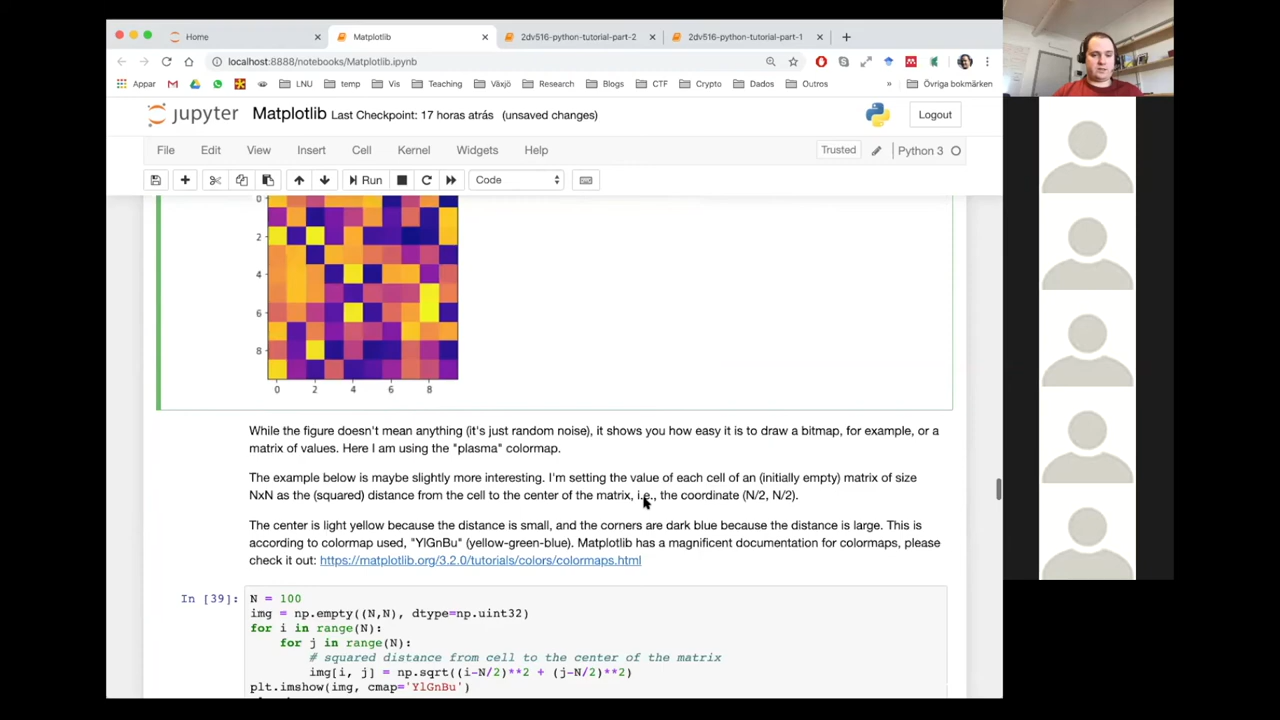 Home
Matplotlib
2dv516-python-tutorial-part-2
2dv516-python-tutorial-part-1
localhost:8888/notebooks/Matplotlib.ipynb
Appar
LNU
temp
Vis
Teaching
Växjö
Research
Blogs
CTF
Crypto
Dados
Outros
Övriga bokmärken
jupyter Matplotlib Last Checkpoint: 17 horas atrás (unsaved changes)
Logout
File Edit View Insert Cell Kernel Widgets Help
Trusted
Python 3
Run
Code
0
2
4
6
8
0 2 4 6 8
While the figure doesn't mean anything (it's just random noise), it shows you how easy it is to draw a bitmap, for example, or a
matrix of values. Here I am using the "plasma" colormap.
The example below is maybe slightly more interesting. I'm setting the value of each cell of an (initially empty) matrix of size
NxN as the (squared) distance from the cell to the center of the matrix, i.e., the coordinate (N/2, N/2).
The center is light yellow because the distance is small, and the corners are dark blue because the distance is large. This is
according to colormap used, "YlGnBu" (yellow-green-blue). Matplotlib has a magnificent documentation for colormaps, please
check it out: https://matplotlib.org/3.2.0/tutorials/colors/colormaps.html
In [39]:
N = 100
img = np.empty((N,N), dtype=np.uint32)
for i in range(N):
    for j in range(N):
        # squared distance from cell to the center of the matrix
        img[i, j] = np.sqrt((i-N/2)**2 + (j-N/2)**2)
plt.imshow(img, cmap='YlGnBu')